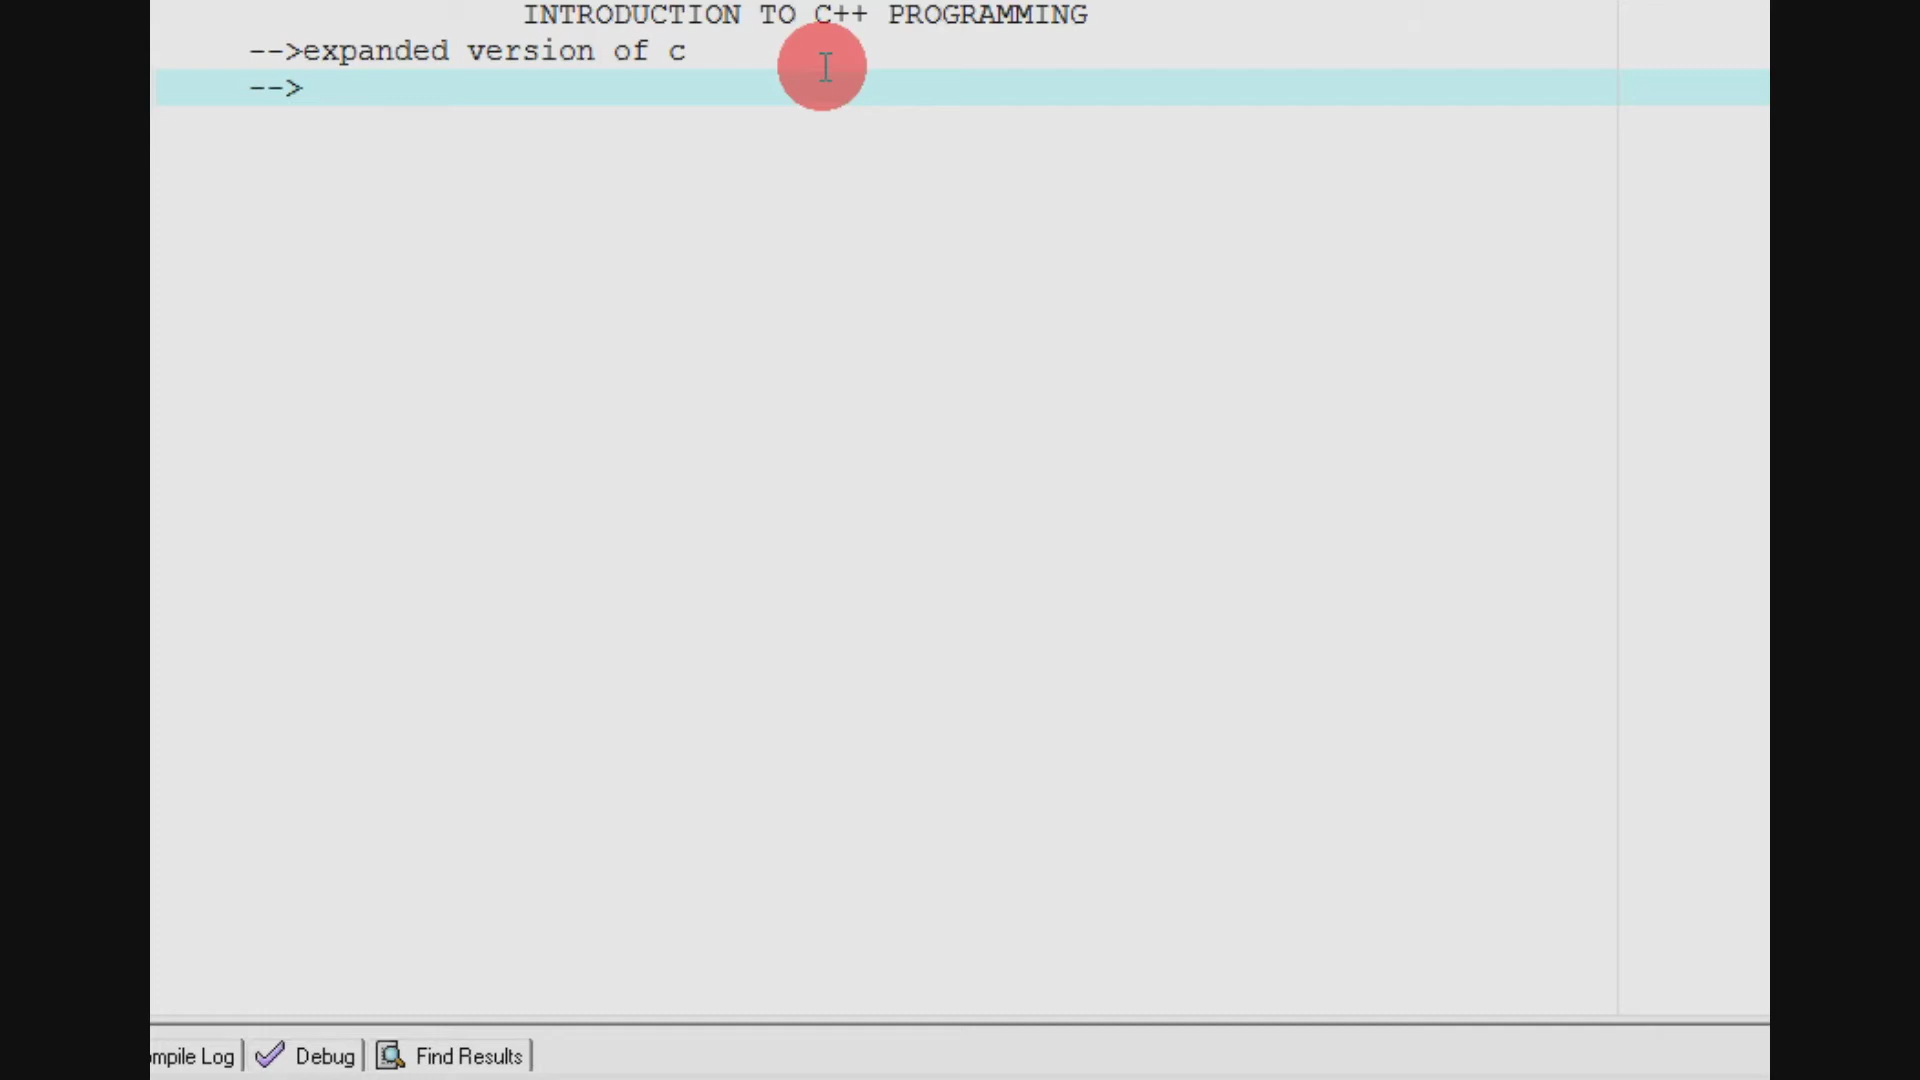 INTRODUCTION TO C++ PROGRAMMING
-->expanded version of c
-->
mpile Log
Debug
Find Results